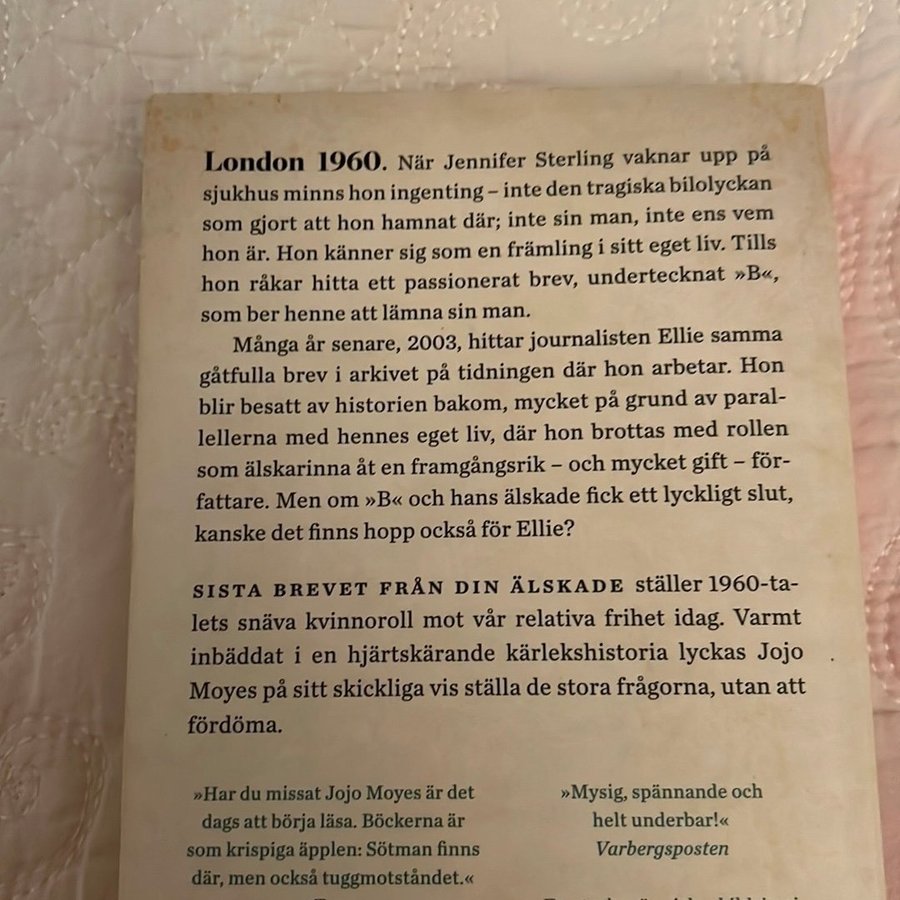 London 1960. När Jennifer Sterling vaknar upp på
sjukhus minns hon ingenting – inte den tragiska bilolyckan
som gjort att hon hamnat där; inte sin man, inte ens vem
hon är. Hon känner sig som en främling i sitt eget liv. Tills
hon råkar hitta ett passionerat brev, undertecknat »B«,
som ber henne att lämna sin man.
Många år senare, 2003, hittar journalisten Ellie samma
gåtfulla brev i arkivet på tidningen där hon arbetar. Hon
blir besatt av historien bakom, mycket på grund av paral-
lellerna med hennes eget liv, där hon brottas med rollen
som älskarinna åt en framgångsrik – och mycket gift – för-
fattare. Men om »B« och hans älskade fick ett lyckligt slut,
kanske det finns hopp också för Ellie?
SISTA BREVET FRÅN DIN ÄLSKADE ställer 1960-ta-
lets snäva kvinnoroll mot vår relativa frihet idag. Varmt
inbäddat i en hjärtskärande kärlekshistoria lyckas Jojo
Moyes på sitt skickliga vis ställa de stora frågorna, utan att
fördöma.
»Har du missat Jojo Moyes är det
dags att börja läsa. Böckerna är
som krispiga äpplen: Sötman finns
där, men också tuggmotståndet.«
»Mysig, spännande och
helt underbar!«
Varbergsposten